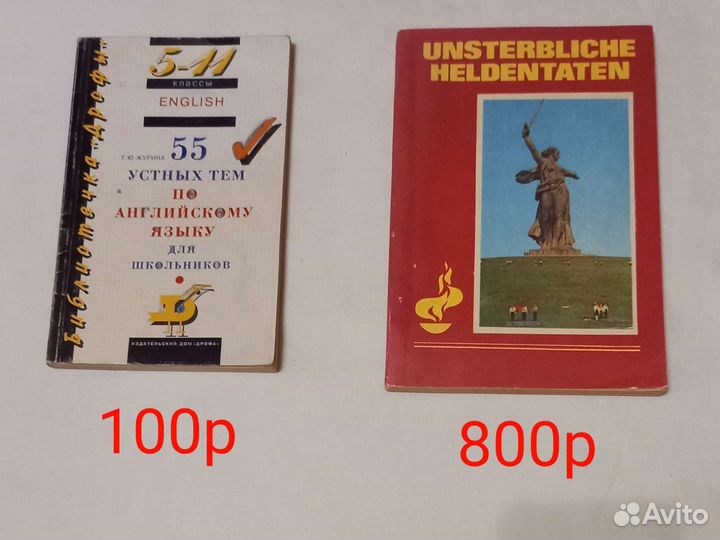 Библиотечка «Дрофы»
5-11
классы
ENGLISH
Т.Ю.ЖУРИНА 55
УСТНЫХ ТЕМ
ПО
АНГЛИЙСКОМУ
ЯЗЫКУ
ДЛЯ
ШКОЛЬНИКОВ
ИЗДАТЕЛЬСКИЙ ДОМ «ДРОФА»
100р
UNSTERBLICHE
HELDENTATEN
800р
Avito